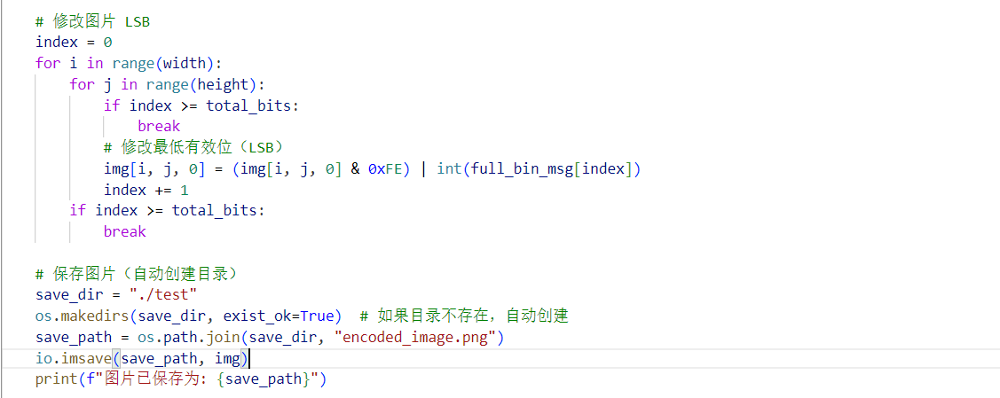 # 修改图片 LSB
index = 0
for i in range(width):
    for j in range(height):
        if index >= total_bits:
            break
        # 修改最低有效位（LSB）
        img[i, j, 0] = (img[i, j, 0] & 0xFE) | int(full_bin_msg[index])
        index += 1
    if index >= total_bits:
        break

# 保存图片（自动创建目录）
save_dir = "./test"
os.makedirs(save_dir, exist_ok=True)  # 如果目录不存在，自动创建
save_path = os.path.join(save_dir, "encoded_image.png")
io.imsave(save_path, img)
print(f"图片已保存为: {save_path}")